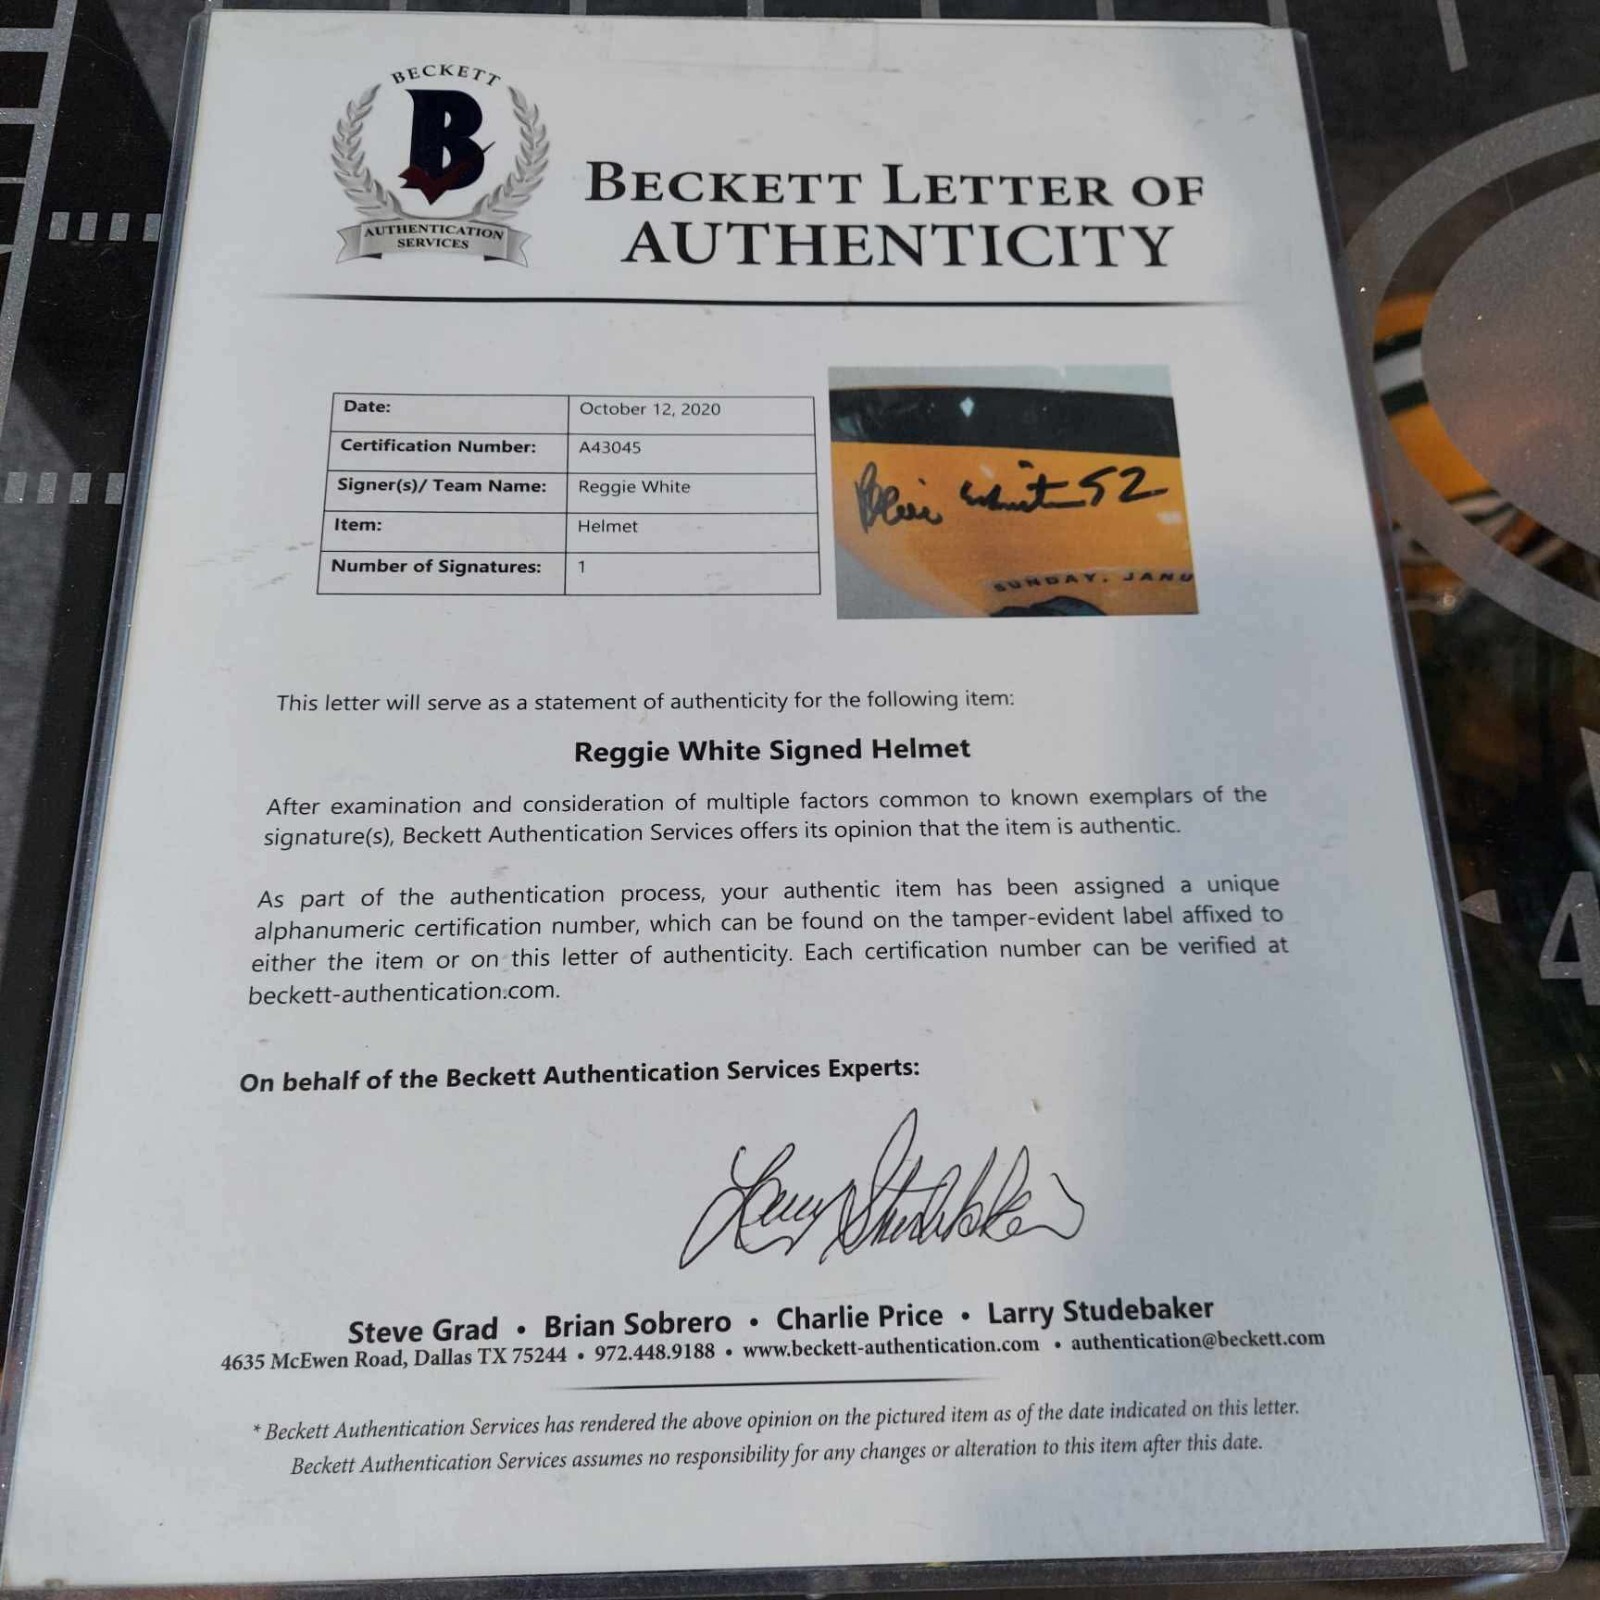 BECKETT
B
AUTHENTICATION
SERVICES
BECKETT LETTER OF
AUTHENTICITY
Date: October 12, 2020
Certification Number: A43045
Signer(s)/ Team Name: Reggie White
Item: Helmet
Number of Signatures: 1
Reggie White 92
SUNDAY, JANU
This letter will serve as a statement of authenticity for the following item:
Reggie White Signed Helmet
After examination and consideration of multiple factors common to known exemplars of the
signature(s), Beckett Authentication Services offers its opinion that the item is authentic.
As part of the authentication process, your authentic item has been assigned a unique
alphanumeric certification number, which can be found on the tamper-evident label affixed to
either the item or on this letter of authenticity. Each certification number can be verified at
beckett-authentication.com.
On behalf of the Beckett Authentication Services Experts:
Larry Studebaker
Steve Grad • Brian Sobrero • Charlie Price • Larry Studebaker
4635 McEwen Road, Dallas TX 75244 • 972.448.9188 • www.beckett-authentication.com • authentication@beckett.com
* Beckett Authentication Services has rendered the above opinion on the pictured item as of the date indicated on this letter.
Beckett Authentication Services assumes no responsibility for any changes or alteration to this item after this date.
4